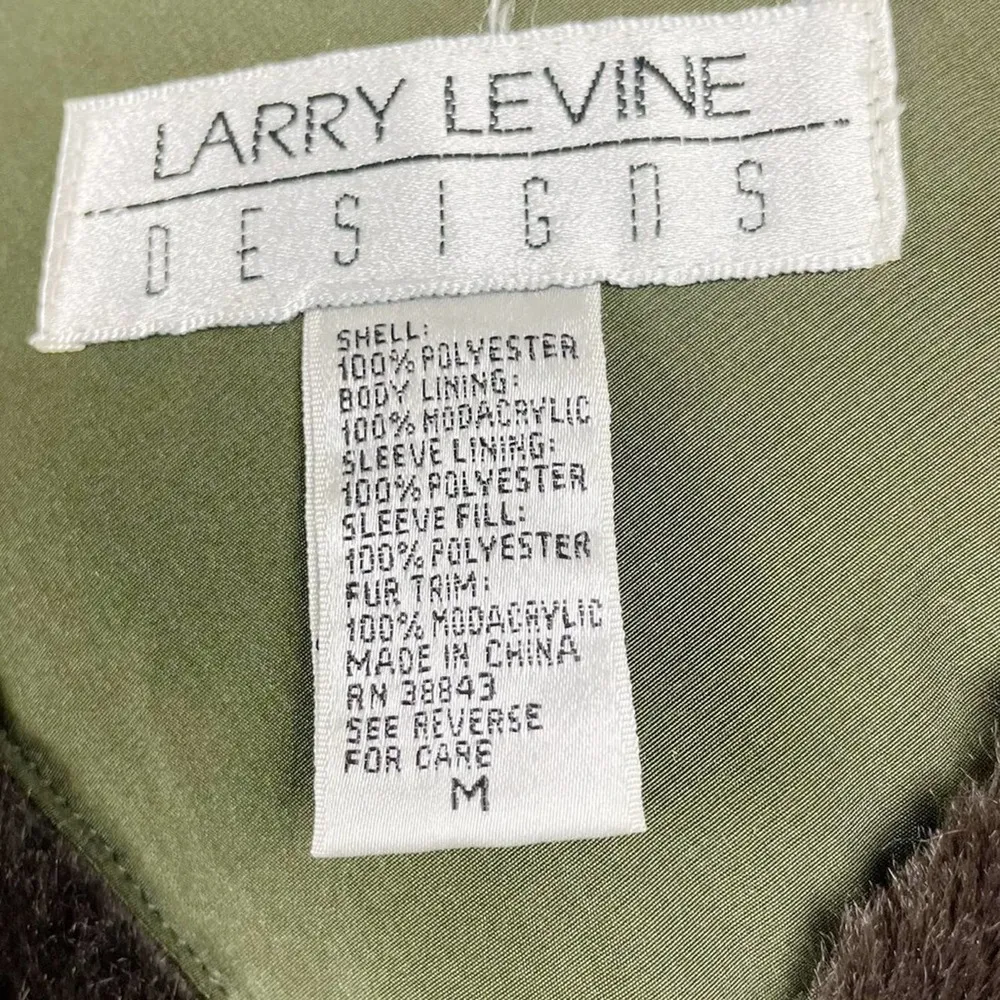 LARRY LEVINE
DESIGNS
SHELL:
100% POLYESTER
BODY LINING:
100% MODACRYLIC
SLEEVE LINING:
100% POLYESTER
SLEEVE FILL:
100% POLYESTER
FUR TRIM:
100% MODACRYLIC
MADE IN CHINA
RN 38843
SEE REVERSE
FOR CARE
M